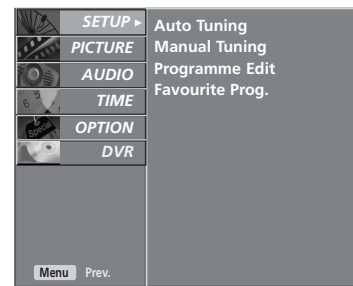 SETUP ▸
PICTURE
AUDIO
TIME
OPTION
DVR
Auto Tuning
Manual Tuning
Programme Edit
Favourite Prog.
Menu Prev.